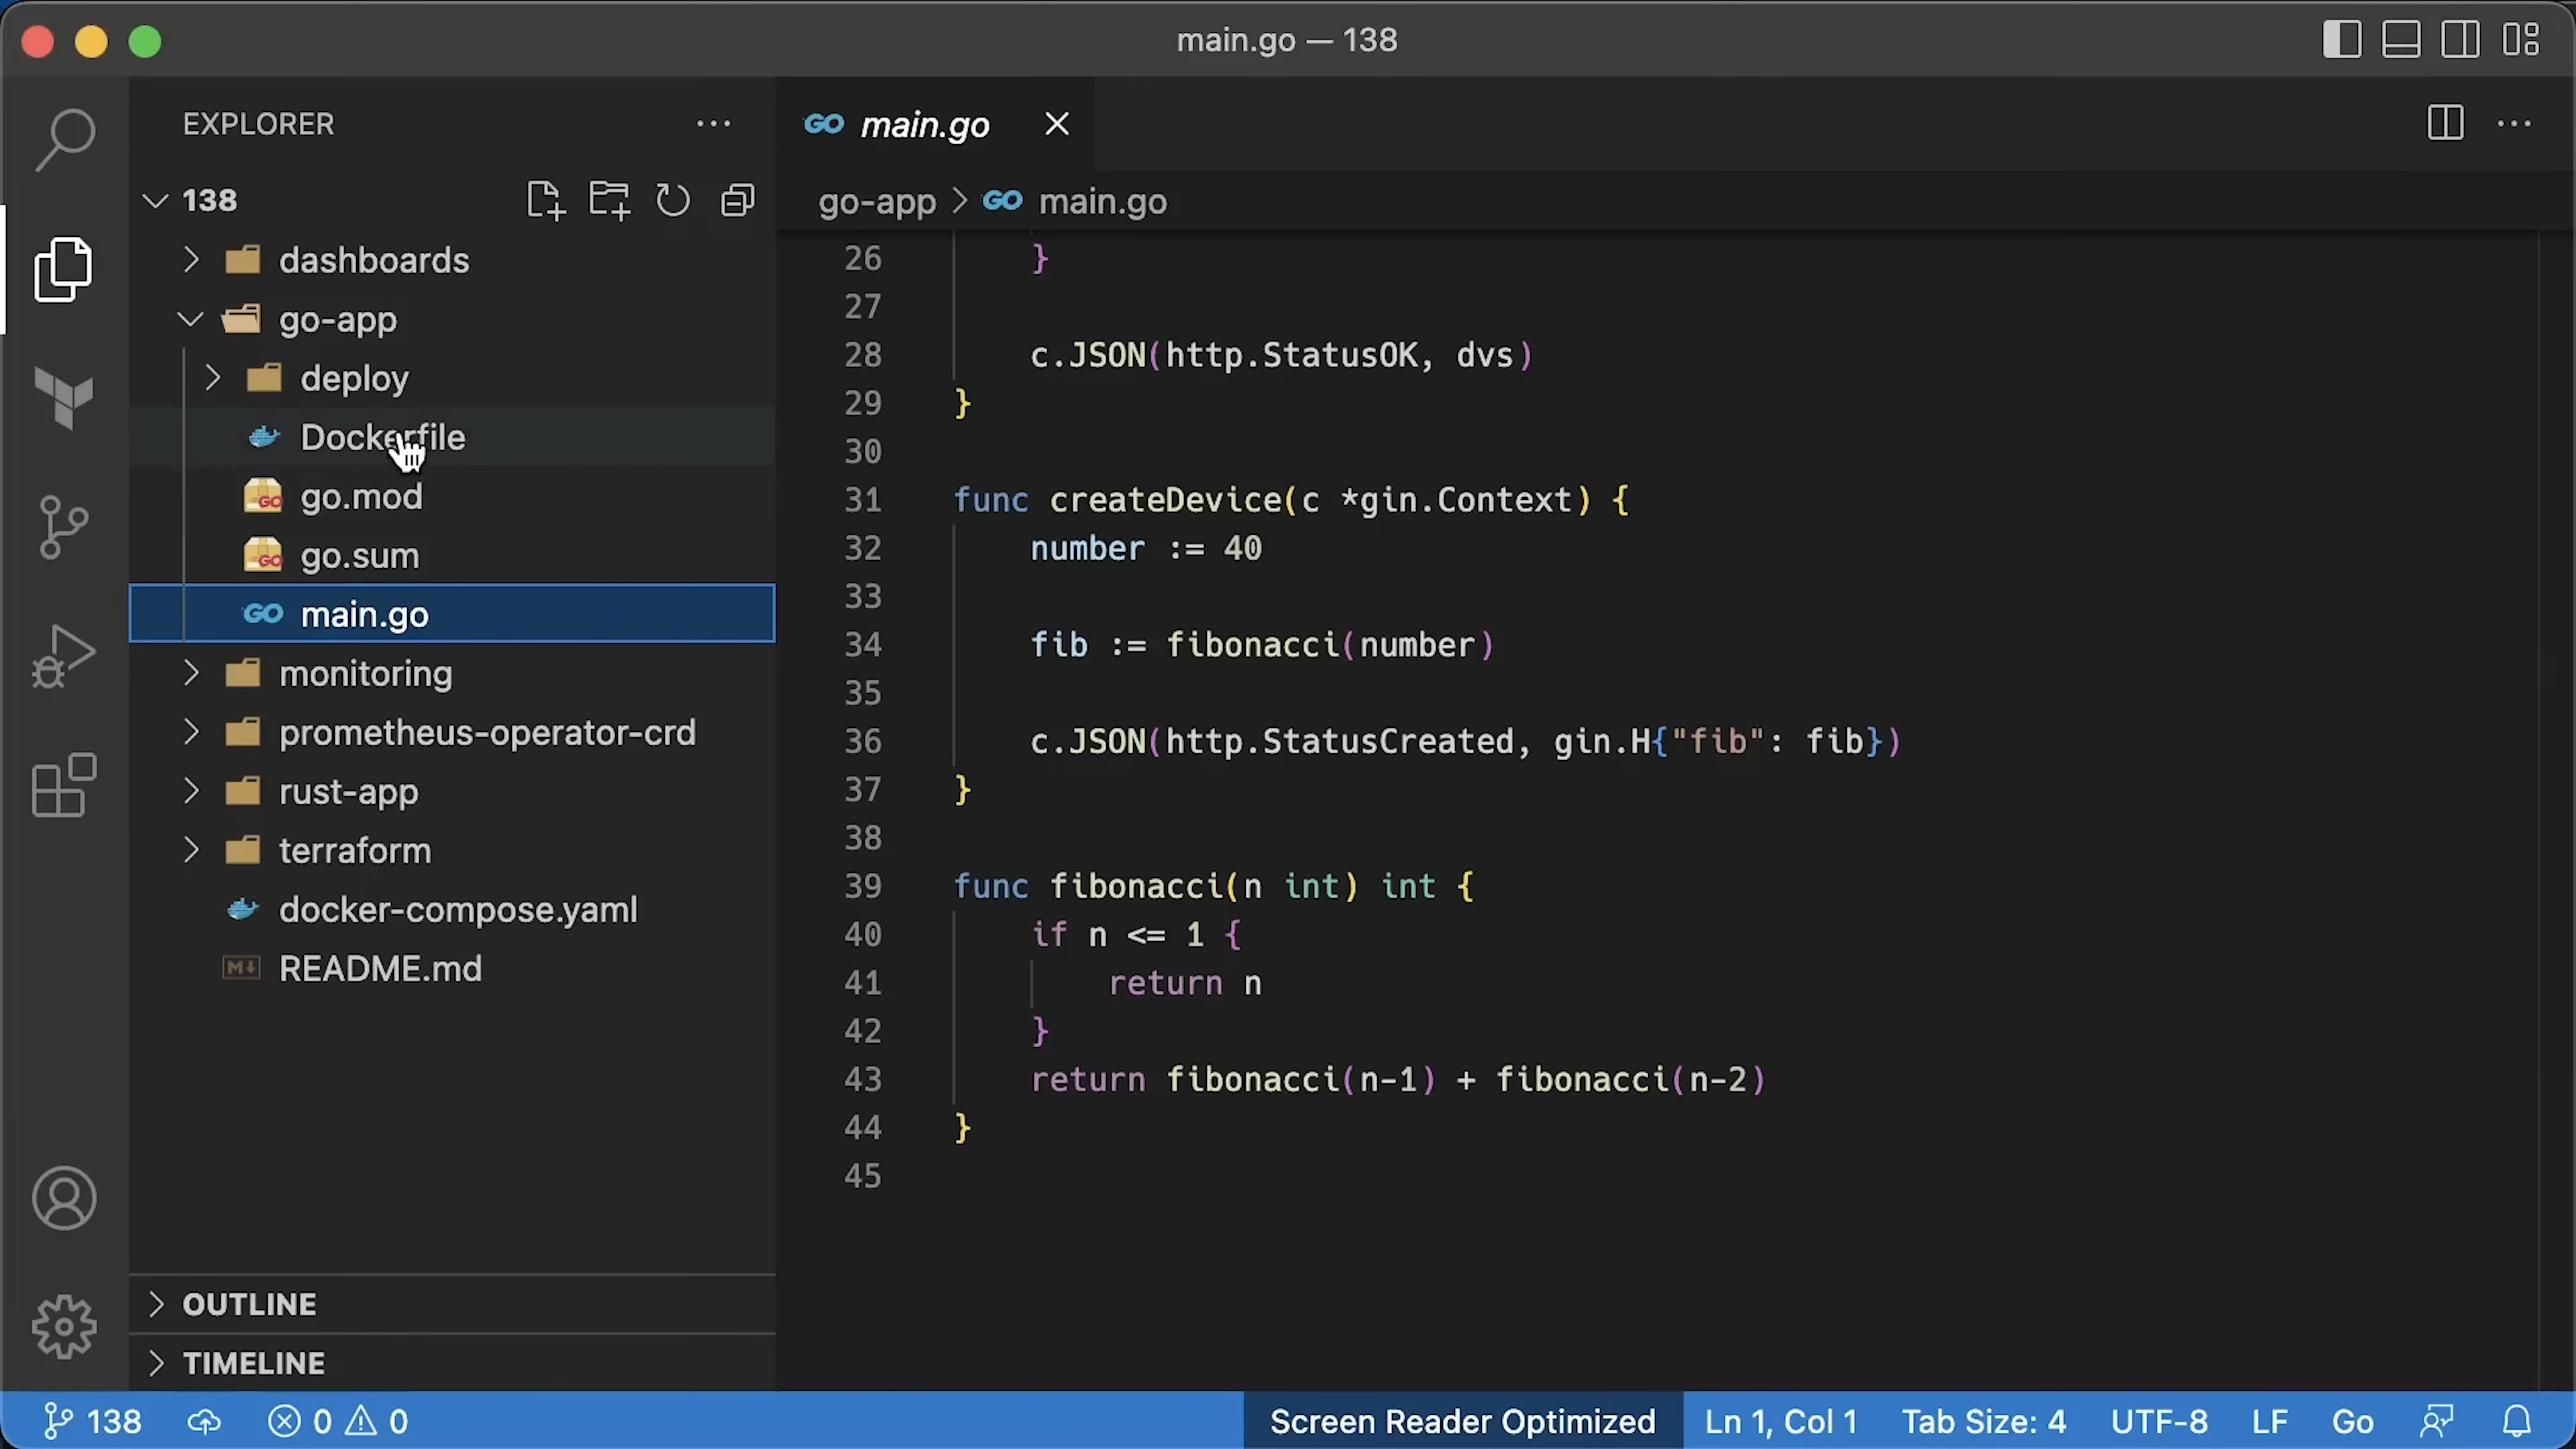 main.go — 138
EXPLORER
138
dashboards
go-app
deploy
Dockerfile
go.mod
go.sum
GO main.go
monitoring
prometheus-operator-crd
rust-app
terraform
docker-compose.yaml
README.md
OUTLINE
TIMELINE
GO main.go
go-app > GO main.go
26 }
27
28 c.JSON(http.StatusOK, dvs)
29 }
30
31 func createDevice(c *gin.Context) {
32 number := 40
33
34 fib := fibonacci(number)
35
36 c.JSON(http.StatusCreated, gin.H{"fib": fib})
37 }
38
39 func fibonacci(n int) int {
40 if n <= 1 {
41 return n
42 }
43 return fibonacci(n-1) + fibonacci(n-2)
44 }
45
138 0 0 Screen Reader Optimized Ln 1, Col 1 Tab Size: 4 UTF-8 LF Go